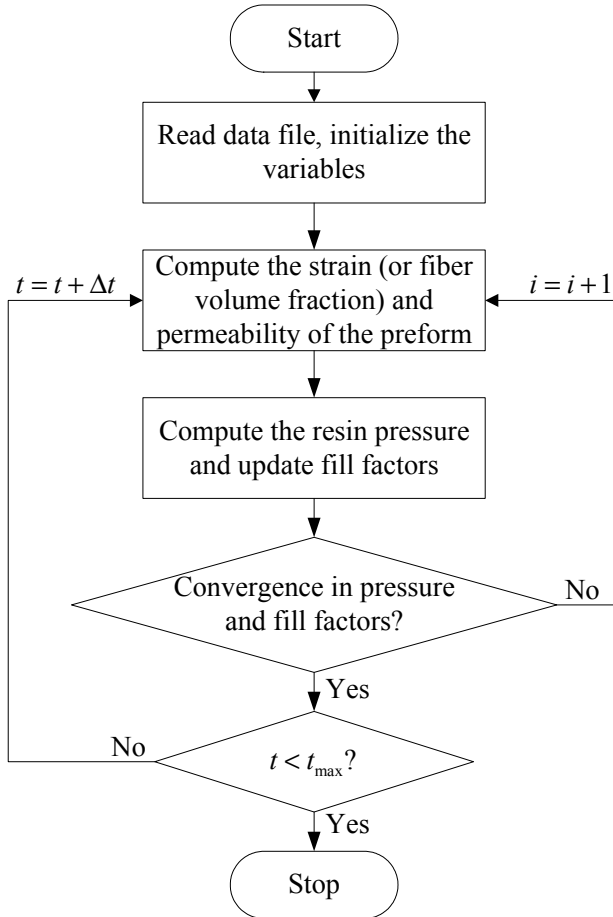 Start
Read data file, initialize the
variables
t = t + Δt
Compute the strain (or fiber
volume fraction) and
permeability of the preform
i = i + 1
Compute the resin pressure
and update fill factors
Convergence in pressure
and fill factors?
No
Yes
No
t < t_max?
Yes
Stop